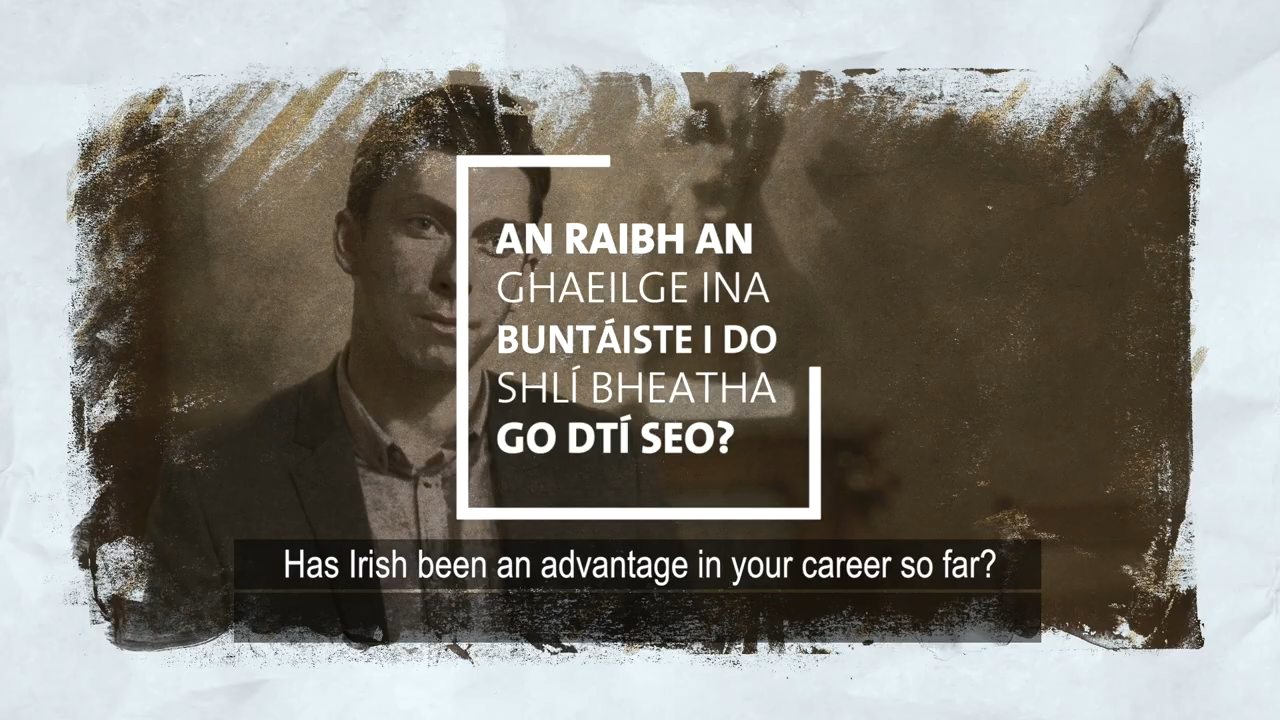 AN RAIBH AN
GHAEILGE INA
BUNTÁISTE I DO
SHLÍ BHEATHA
GO DTÍ SEO?
Has Irish been an advantage in your career so far?